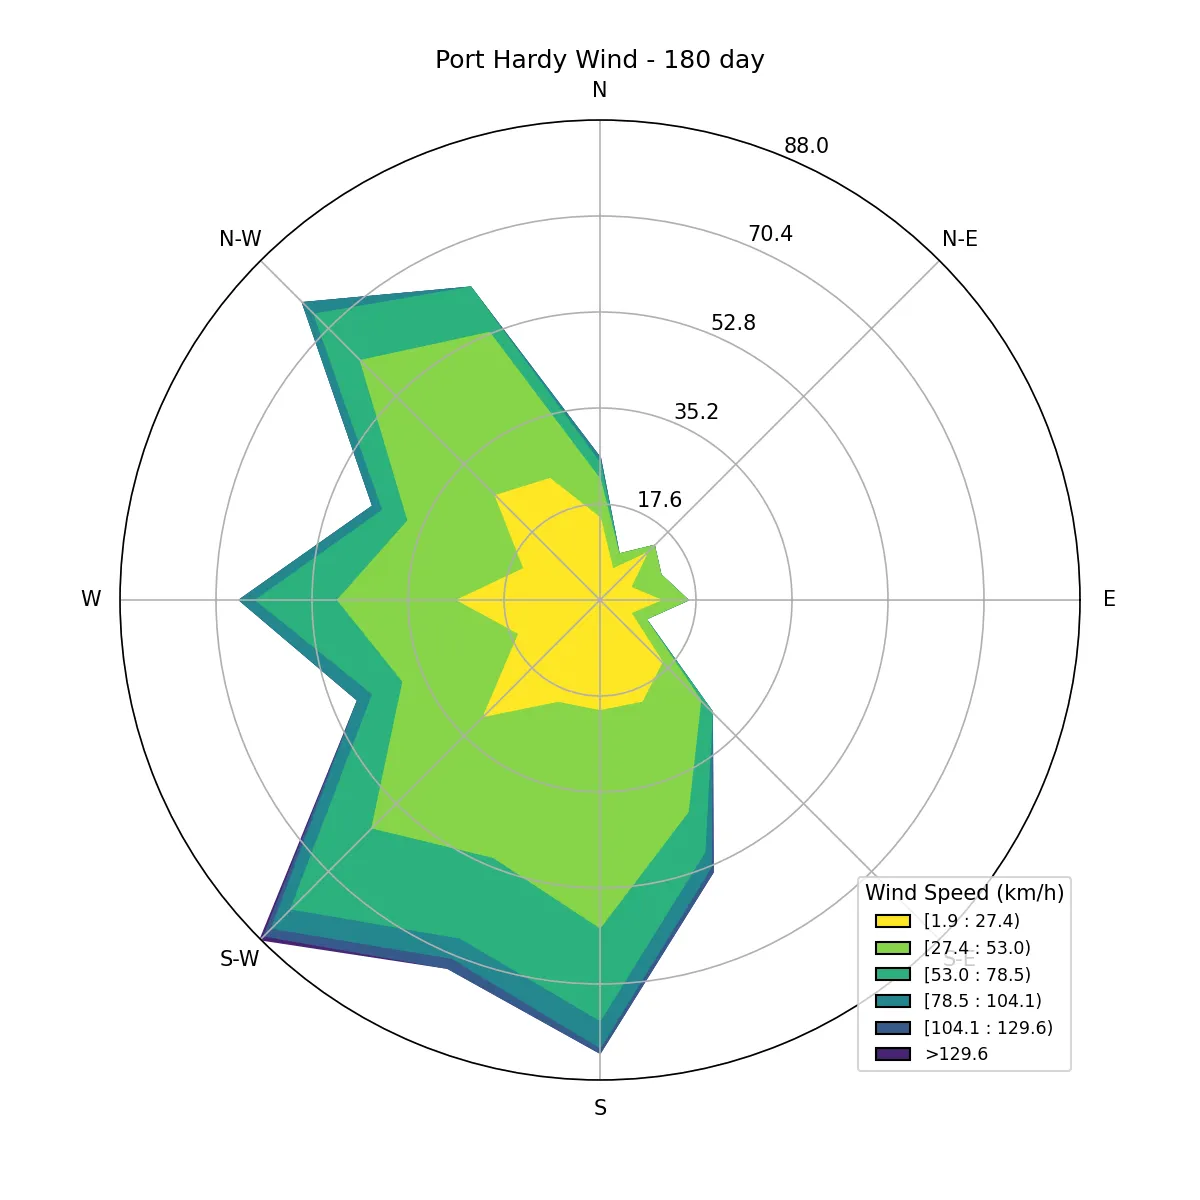 Port Hardy Wind - 180 day
N
88.0
N-W
70.4
N-E
52.8
35.2
17.6
W
E
S-W
S-E
S
Wind Speed (km/h)
[1.9 : 27.4)
[27.4 : 53.0)
[53.0 : 78.5)
[78.5 : 104.1)
[104.1 : 129.6)
>129.6